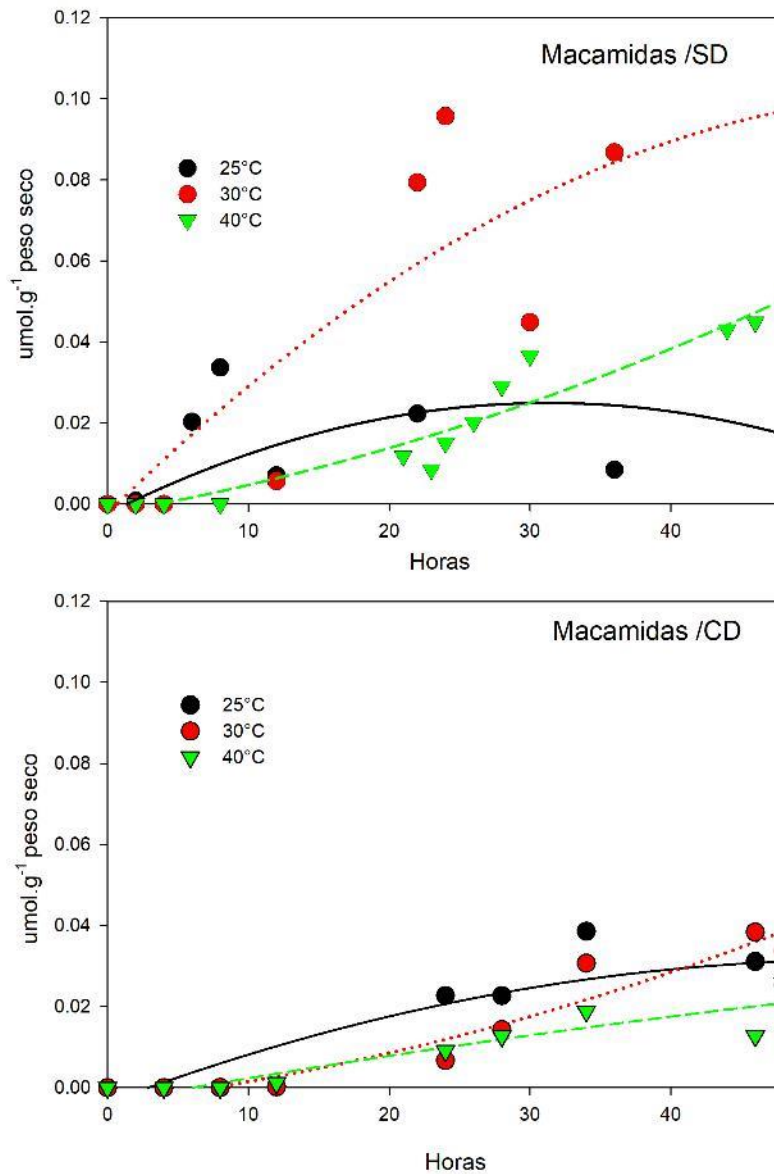 0.12
Macamidas /SD
0.10
25°C
30°C
40°C
0.08
0.06
0.04
0.02
0.00
umol.g-1 peso seco
0 10 20 30 40
Horas
0.12
Macamidas /CD
0.10
25°C
30°C
40°C
0.08
0.06
0.04
0.02
0.00
umol.g-1 peso seco
0 10 20 30 40
Horas